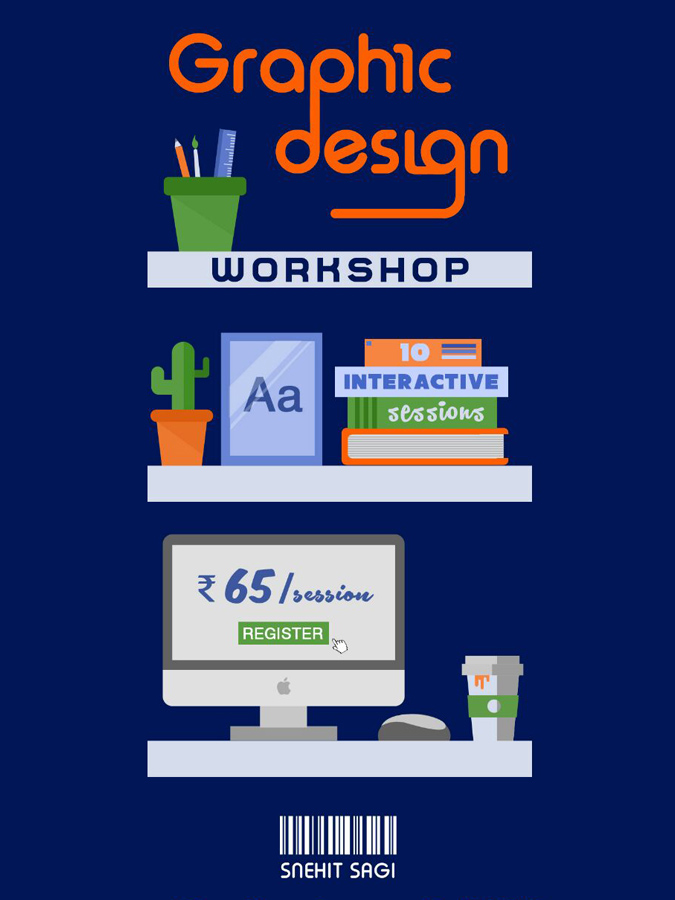 Graphic
design
WORKSHOP
Aa
10
INTERACTIVE
sessions
₹ 65/session
REGISTER
SNEHIT SAGI